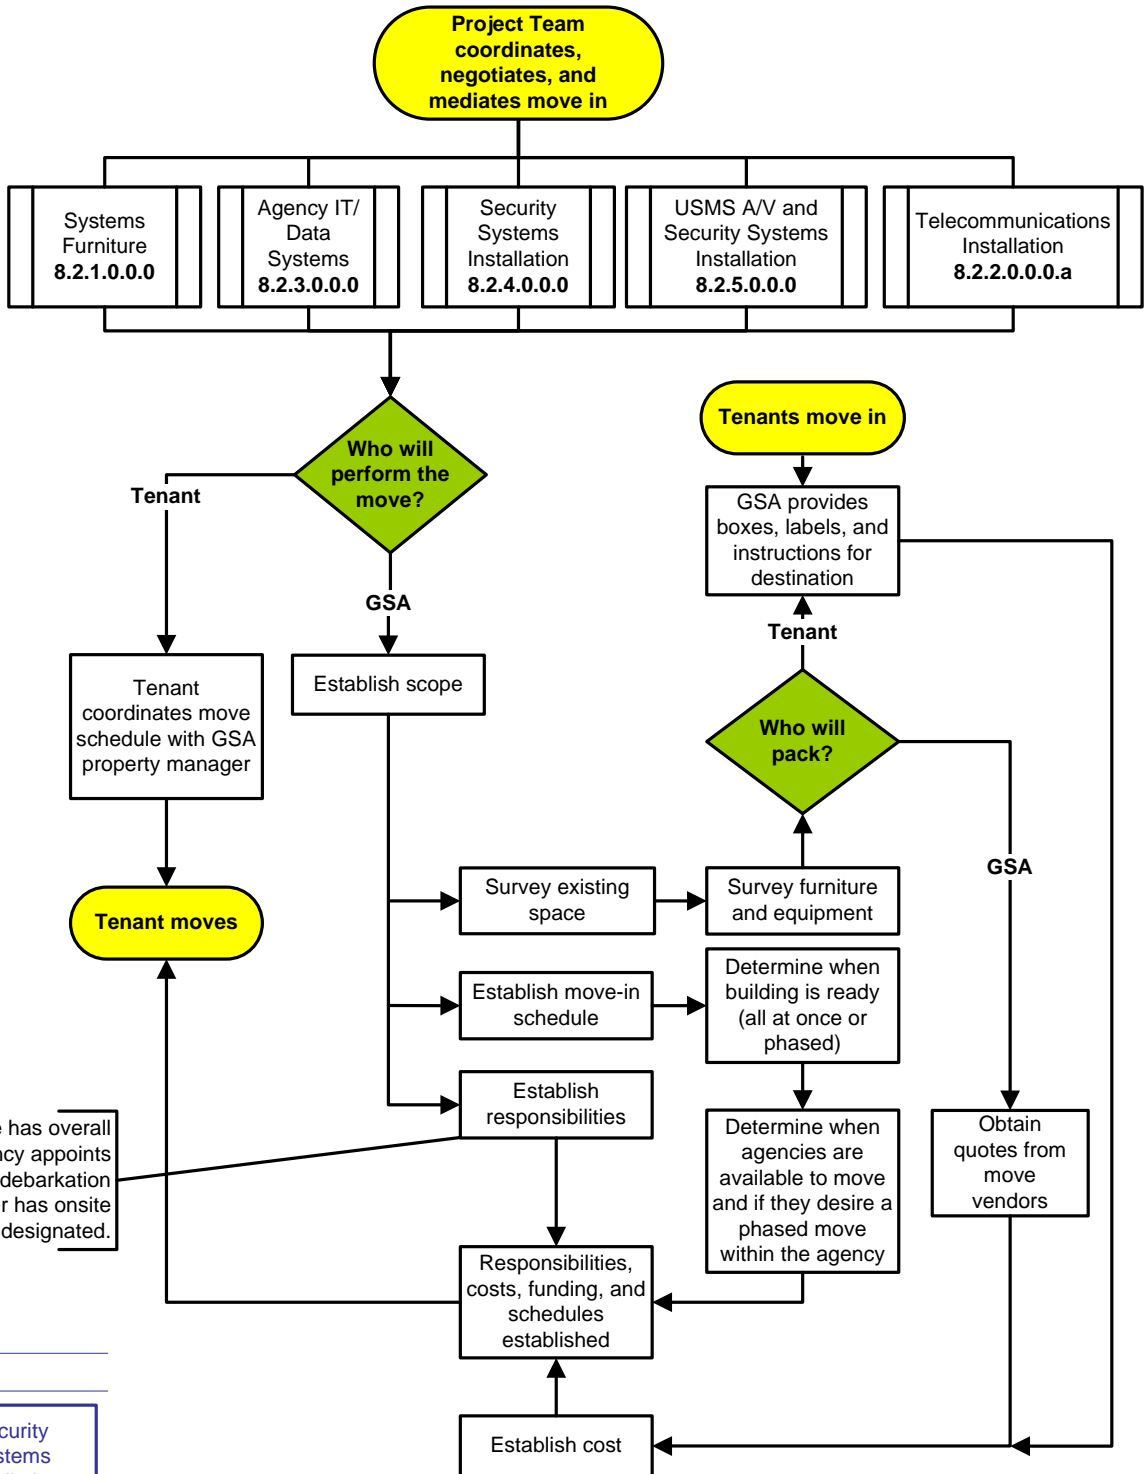 Project Team
coordinates,
negotiates, and
mediates move in
Systems
Furniture
8.2.1.0.0.0
Agency IT/
Data
Systems
8.2.3.0.0.0
Security
Systems
Installation
8.2.4.0.0.0
USMS A/V and
Security Systems
Installation
8.2.5.0.0.0
Telecommunications
Installation
8.2.2.0.0.0.a
Who will
perform the
move?
Tenant
GSA
Tenants move in
GSA provides
boxes, labels, and
instructions for
destination
Tenant
Tenant
coordinates move
schedule with GSA
property manager
Establish scope
Who will
pack?
GSA
Tenant moves
Survey existing
space
Survey furniture
and equipment
Establish move-in
schedule
Determine when
building is ready
(all at once or
phased)
Establish
responsibilities
has overall
appoints
debarkation
has onsite
designated.
Determine when
agencies are
available to move
and if they desire a
phased move
within the agency
Obtain
quotes from
move
vendors
Responsibilities,
costs, funding, and
schedules
established
Establish cost